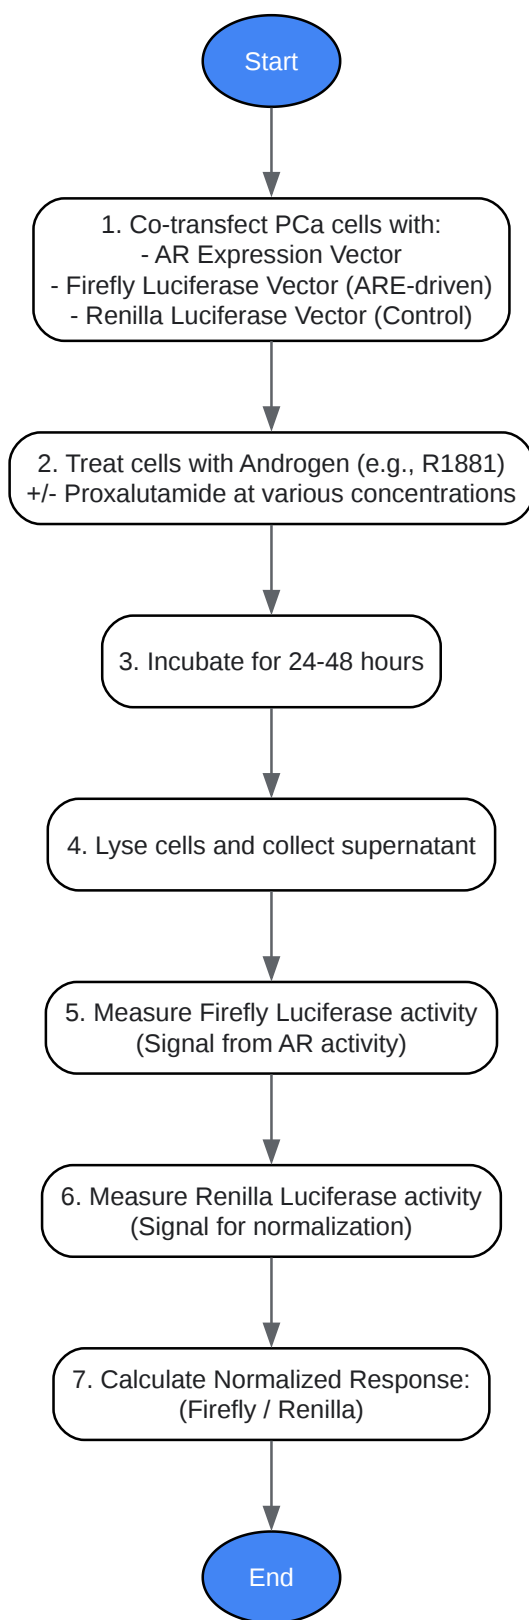 Start
1. Co-transfect PCa cells with:
- AR Expression Vector
- Firefly Luciferase Vector (ARE-driven)
- Renilla Luciferase Vector (Control)
2. Treat cells with Androgen (e.g., R1881)
+/- Proxalutamide at various concentrations
3. Incubate for 24-48 hours
4. Lyse cells and collect supernatant
5. Measure Firefly Luciferase activity
(Signal from AR activity)
6. Measure Renilla Luciferase activity
(Signal for normalization)
7. Calculate Normalized Response:
(Firefly / Renilla)
End